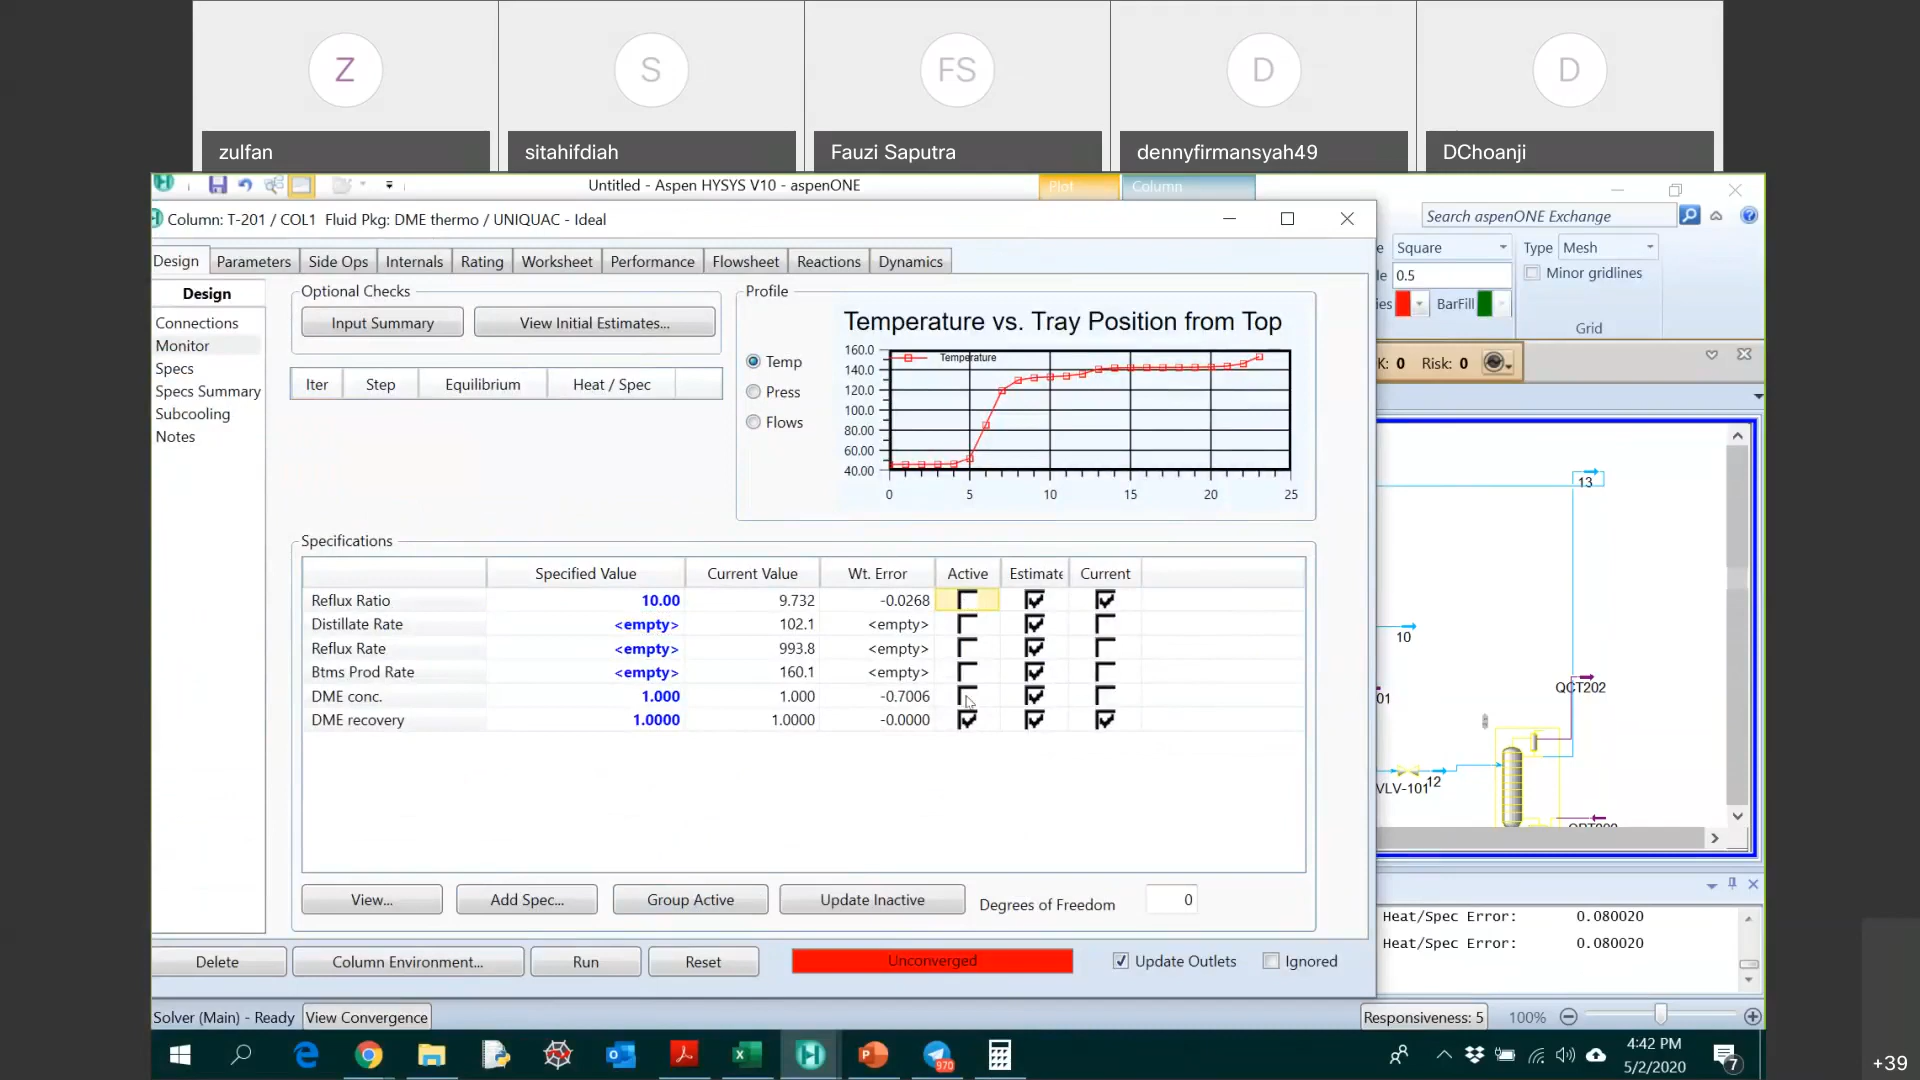 Z
S
FS
D
D
zulfan
sitahifdiah
Fauzi Saputra
dennyfirmansyah49
DChoanji
Untitled - Aspen HYSYS V10 - aspenONE
Plot
Column
Search aspenONE Exchange
Column: T-201 / COL1 Fluid Pkg: DME thermo / UNIQUAC - Ideal
Square
Type
Mesh
0.5
Minor gridlines
BarFill
Grid
Design
Parameters
Side Ops
Internals
Rating
Worksheet
Performance
Flowsheet
Reactions
Dynamics
Design
Connections
Monitor
Specs
Specs Summary
Subcooling
Notes
Optional Checks
Input Summary
View Initial Estimates...
Iter
Step
Equilibrium
Heat / Spec
Profile
Temp
Press
Flows
Temperature vs. Tray Position from Top
Temperature
160.0
140.0
120.0
100.0
80.00
60.00
40.00
0
5
10
15
20
25
K: 0
Risk: 0
13
10
01
QCT202
VLV-101
12
Specifications
Specified Value
Current Value
Wt. Error
Active
Estimate
Current
Reflux Ratio 10.00 9.732 -0.0268
Distillate Rate <empty> 102.1 <empty>
Reflux Rate <empty> 993.8 <empty>
Btms Prod Rate <empty> 160.1 <empty>
DME conc. 1.000 1.000 -0.7006
DME recovery 1.0000 1.0000 -0.0000
View...
Add Spec...
Group Active
Update Inactive
Degrees of Freedom
0
Delete
Column Environment...
Run
Reset
Unconverged
Update Outlets
Ignored
Heat/Spec Error: 0.080020
Heat/Spec Error: 0.080020
Solver (Main) - Ready
View Convergence
Responsiveness: 5
100%
970
4:42 PM
5/2/2020
7
+39